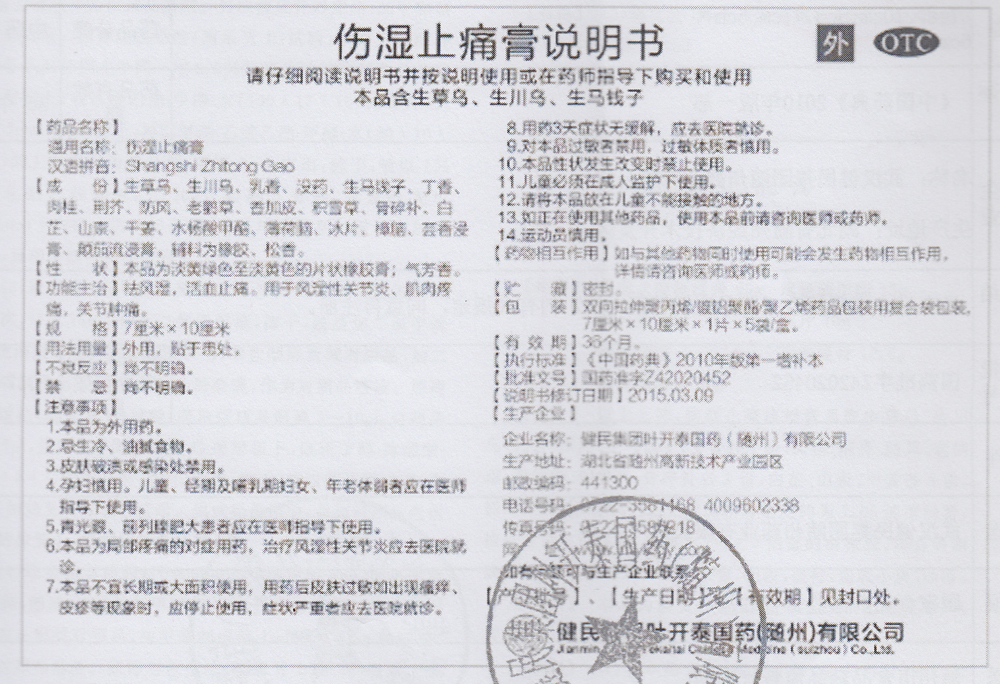 伤湿止痛膏说明书
外
OTC
请仔细阅读说明书并按说明使用或在药师指导下购买和使用
本品含生草乌、生川乌、生马钱子
【药品名称】
通用名称：伤湿止痛膏
汉语拼音：Shangshi Zhitong Gao
【成　份】生草乌、生川乌、乳香、没药、生马钱子、丁香、
肉桂、荆芥、防风、老鹳草、香加皮、积雪草、骨碎补、白
芷、山柰、干姜、水杨酸甲酯、薄荷脑、冰片、樟脑、芸香浸
膏、颠茄流浸膏，辅料为橡胶、松香。
【性　状】本品为淡黄绿色至淡黄色的片状橡胶膏；气芳香。
【功能主治】祛风湿，活血止痛。用于风湿性关节炎、肌肉疼
痛，关节肿痛。
【规　格】7厘米×10厘米
【用法用量】外用，贴于患处。
【不良反应】尚不明确。
【禁　忌】尚不明确。
【注意事项】
1.本品为外用药。
2.忌生冷、油腻食物。
3.皮肤破溃或感染处禁用。
4.孕妇慎用。儿童、经期及哺乳期妇女、年老体弱者应在医师
指导下使用。
5.青光眼、前列腺肥大患者应在医师指导下使用。
6.本品为局部疼痛的对症用药，治疗风湿性关节炎应去医院就
诊。
7.本品不宜长期或大面积使用，用药后皮肤过敏如出现瘙痒、
皮疹等现象时，应停止使用，症状严重者应去医院就诊。
8.用药3天症状无缓解，应去医院就诊。
9.对本品过敏者禁用，过敏体质者慎用。
10.本品性状发生改变时禁止使用。
11.儿童必须在成人监护下使用。
12.请将本品放在儿童不能接触的地方。
13.如正在使用其他药品，使用本品前请咨询医师或药师。
14.运动员慎用。
【药物相互作用】如与其他药物同时使用可能会发生药物相互作用，
详情请咨询医师或药师。
【贮　藏】密封。
【包　装】双向拉伸聚丙烯/镀铝聚酯/聚乙烯药品包装用复合袋包装，
7厘米×10厘米×1片×5袋/盒。
【有 效 期】36个月。
【执行标准】《中国药典》2010年版第一增补本
【批准文号】国药准字Z42020452
【说明书修订日期】2015.03.09
【生产企业】
企业名称：健民集团叶开泰国药（随州）有限公司
生产地址：湖北省随州高新技术产业园区
邮政编码：441300
电话号码：0722-3581168 4009602338
传真号码：
网　址：
如有问题可与生产企业联系
【产品批号】、【生产日期】及【有效期】见封口处。
健民集团叶开泰国药(随州)有限公司